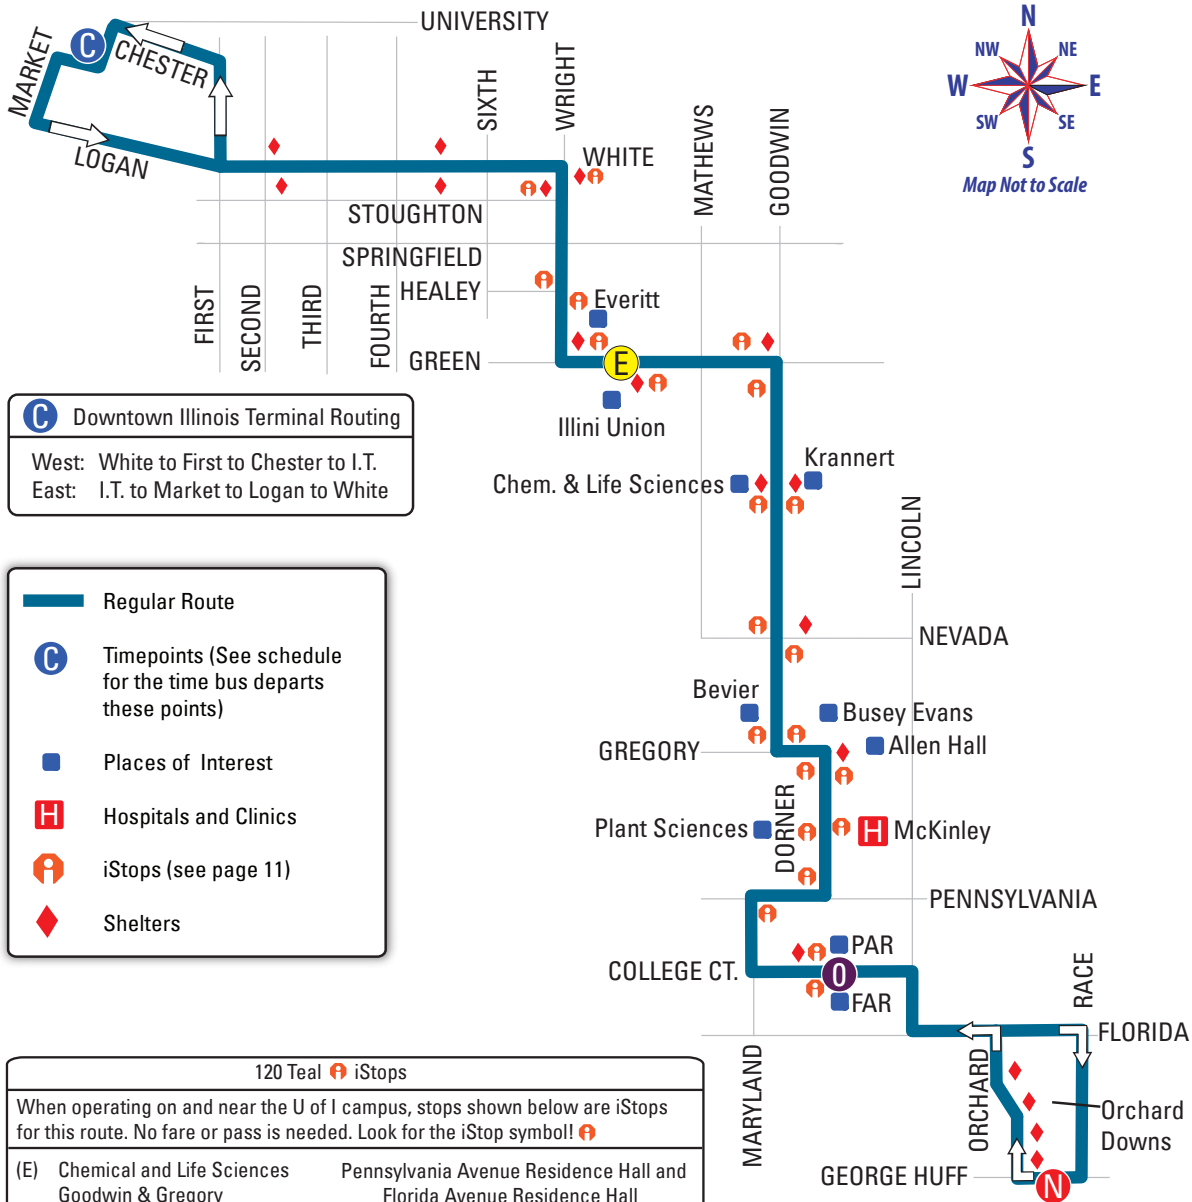 UNIVERSITY
N
NW
NE
W
E
SW
SE
S
Map Not to Scale
MARKET
C
CHESTER
LOGAN
SIXTH
WRIGHT
MATHEWS
GOODWIN
WHITE
STOUGHTON
SPRINGFIELD
HEALEY
FIRST
SECOND
THIRD
FOURTH
Everitt
GREEN
E
Illini Union
C Downtown Illinois Terminal Routing
West: White to First to Chester to I.T.
East: I.T. to Market to Logan to White
Krannert
Chem. & Life Sciences
LINCOLN
Regular Route
C Timepoints (See schedule
for the time bus departs
these points)
Places of Interest
H Hospitals and Clinics
iStops (see page 11)
Shelters
NEVADA
Bevier
Busey Evans
GREGORY
Allen Hall
DORNER
Plant Sciences
H McKinley
PENNSYLVANIA
PAR
COLLEGE CT.
O
FAR
RACE
FLORIDA
MARYLAND
ORCHARD
Orchard
Downs
GEORGE HUFF
N
120 Teal iStops
When operating on and near the U of I campus, stops shown below are iStops
for this route. No fare or pass is needed. Look for the iStop symbol!
(E) Chemical and Life Sciences
Goodwin & Gregory
Pennsylvania Avenue Residence Hall and
Florida Avenue Residence Hall